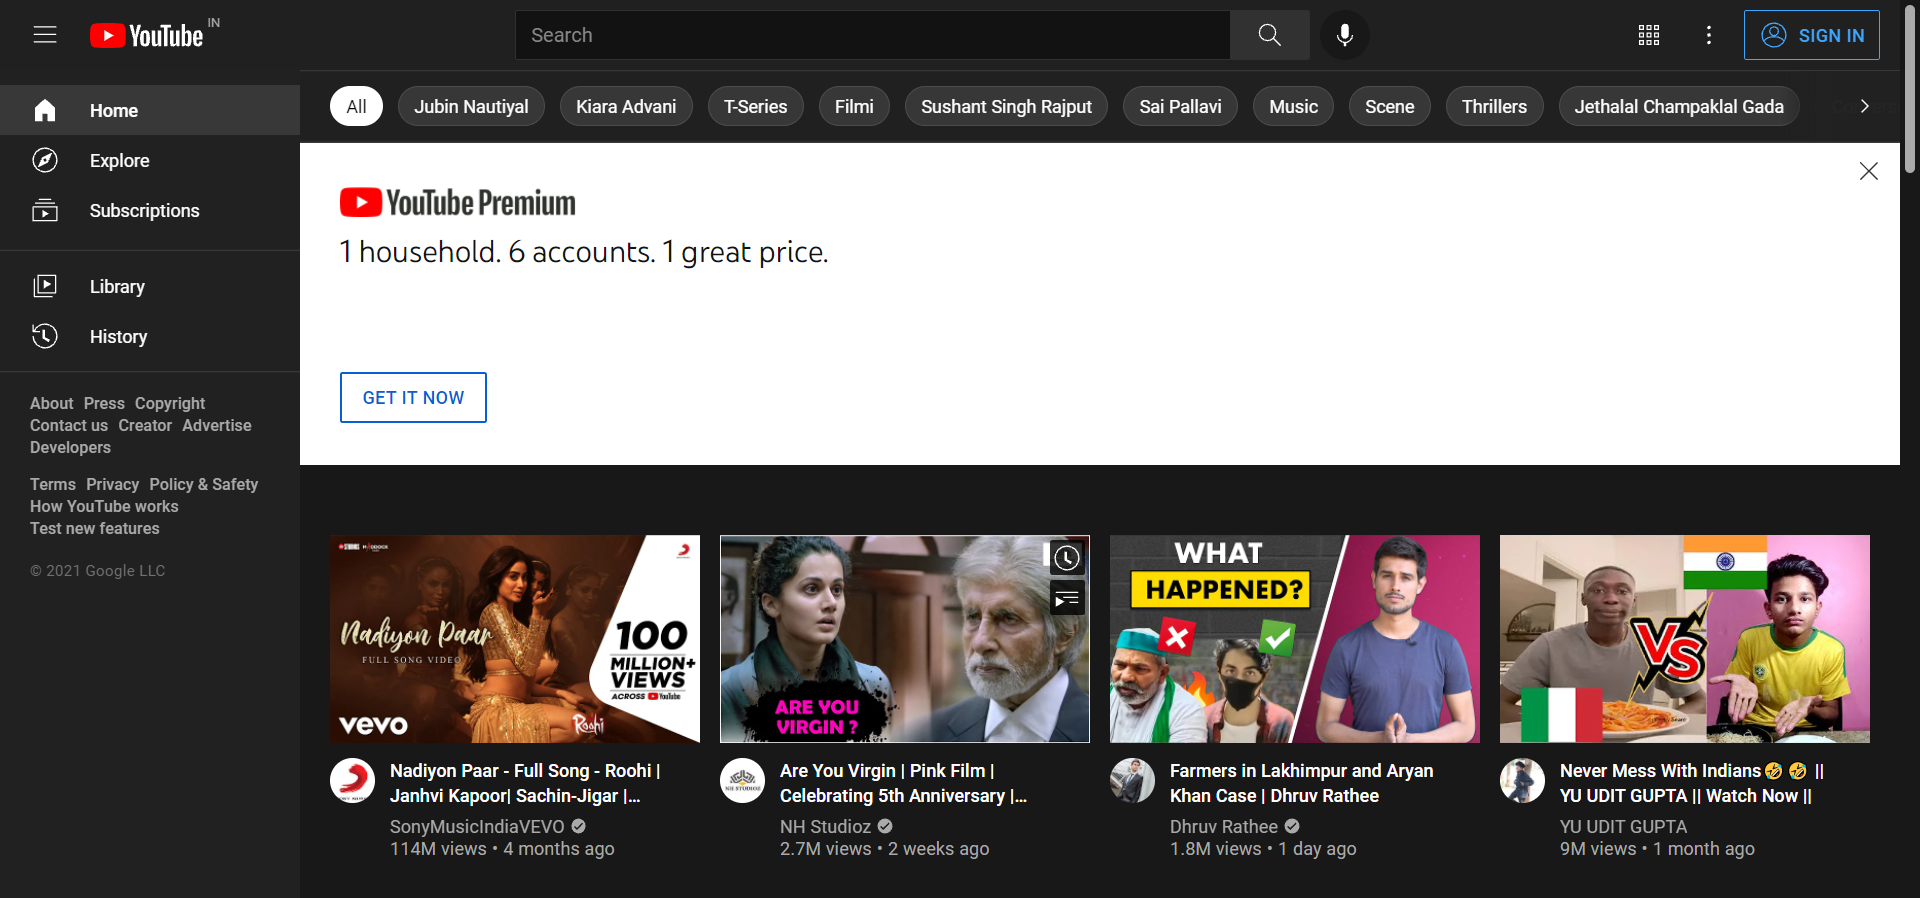 YouTube IN
Search
SIGN IN
Home
Explore
Subscriptions
Library
History
About Press Copyright
Contact us Creator Advertise
Developers
Terms Privacy Policy & Safety
How YouTube works
Test new features
© 2021 Google LLC
All Jubin Nautiyal Kiara Advani T-Series Filmi Sushant Singh Rajput Sai Pallavi Music Scene Thrillers Jethalal Champaklal Gada
YouTube Premium
1 household. 6 accounts. 1 great price.
GET IT NOW
Nadiyon Paar
FULL SONG VIDEO
100
MILLION+
VIEWS
ACROSS YouTube
vevo
Roohi
Nadiyon Paar - Full Song - Roohi |
Janhvi Kapoor| Sachin-Jigar |...
SonyMusicIndiaVEVO
114M views • 4 months ago
ARE YOU
VIRGIN ?
NH STUDIOZ
Are You Virgin | Pink Film |
Celebrating 5th Anniversary |...
NH Studioz
2.7M views • 2 weeks ago
WHAT
HAPPENED?
Farmers in Lakhimpur and Aryan
Khan Case | Dhruv Rathee
Dhruv Rathee
1.8M views • 1 day ago
VS
Never Mess With Indians🤣🤣 ||
YU UDIT GUPTA || Watch Now ||
YU UDIT GUPTA
9M views • 1 month ago